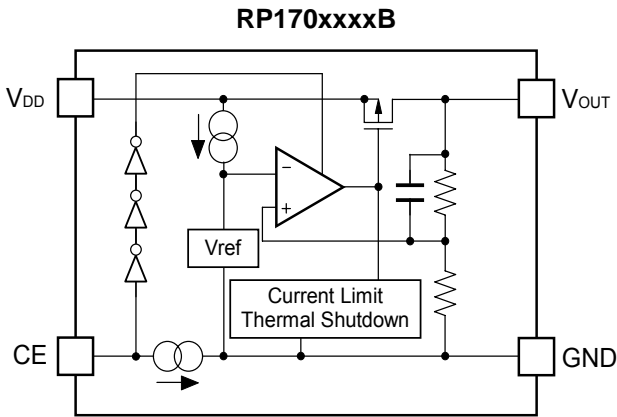 RP170xxxxB
VDD
VOUT
−
+
Vref
Current Limit
Thermal Shutdown
CE
GND